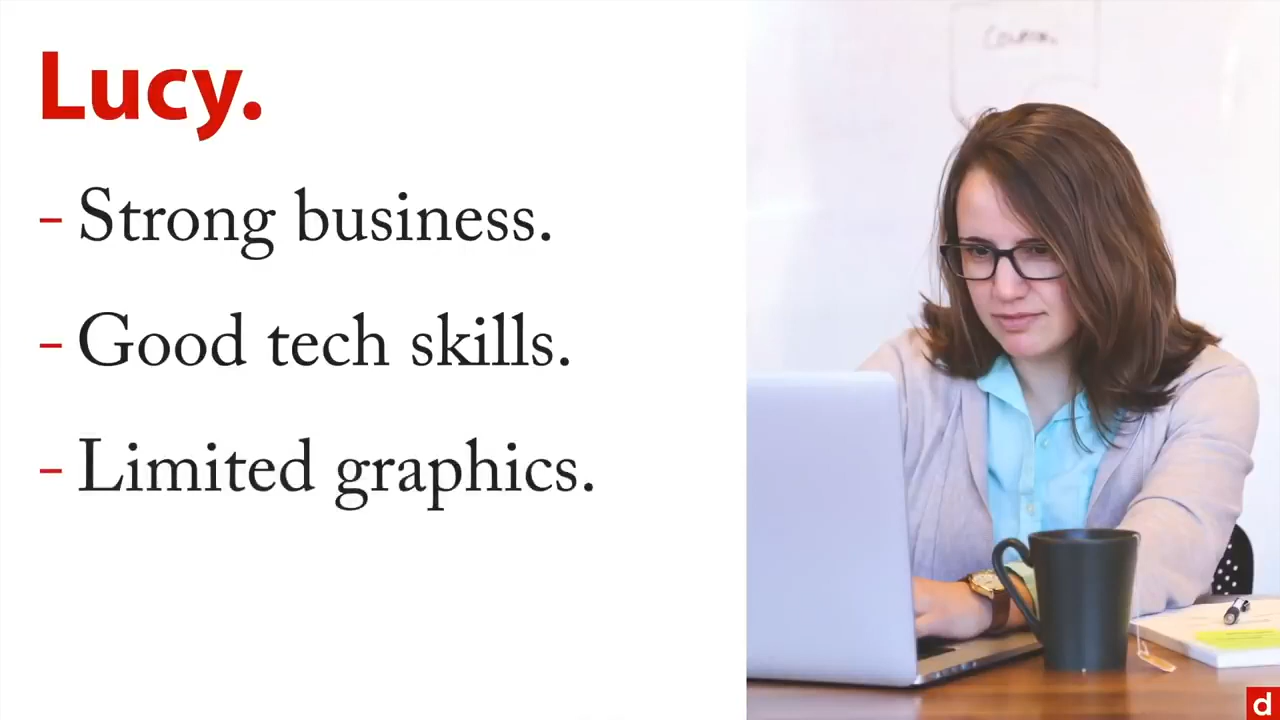 Lucy.
- Strong business.
- Good tech skills.
- Limited graphics.
d